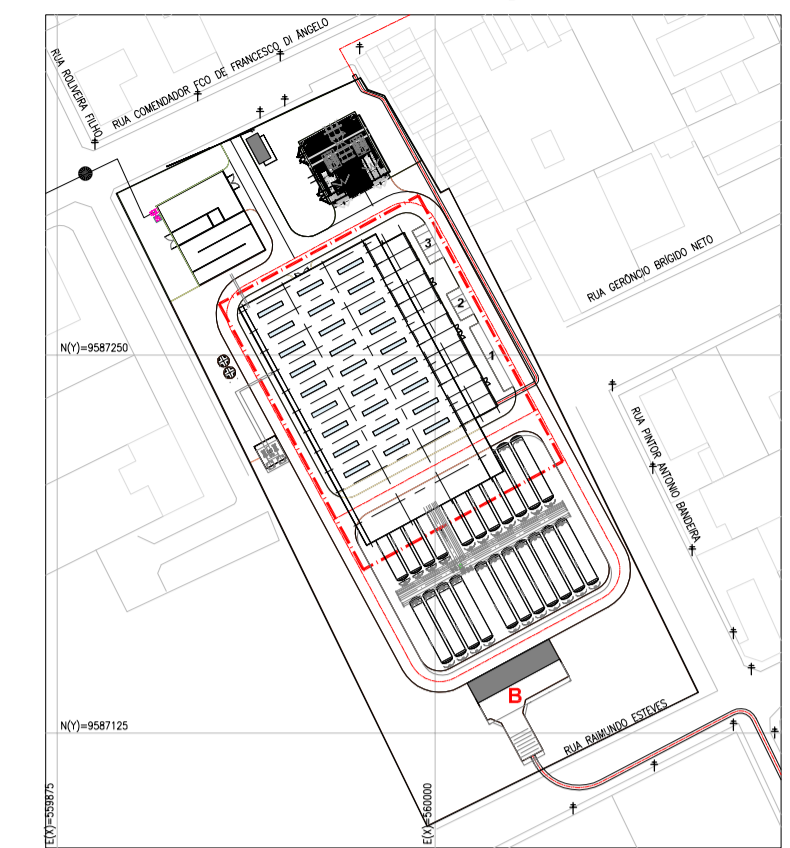 RUA ROLIVEIRA FILHO
RUA COMENDADOR FCO DE FRANCESCO DI ÂNGELO
3
RUA GERÔNCIO BRÍGIDO NETO
2
N(Y)=9587250
1
RUA PINTOR ANTONIO BANDEIRA
B
N(Y)=9587125
RUA RAIMUNDO ESTEVES
E(X)=559875
E(X)=560000